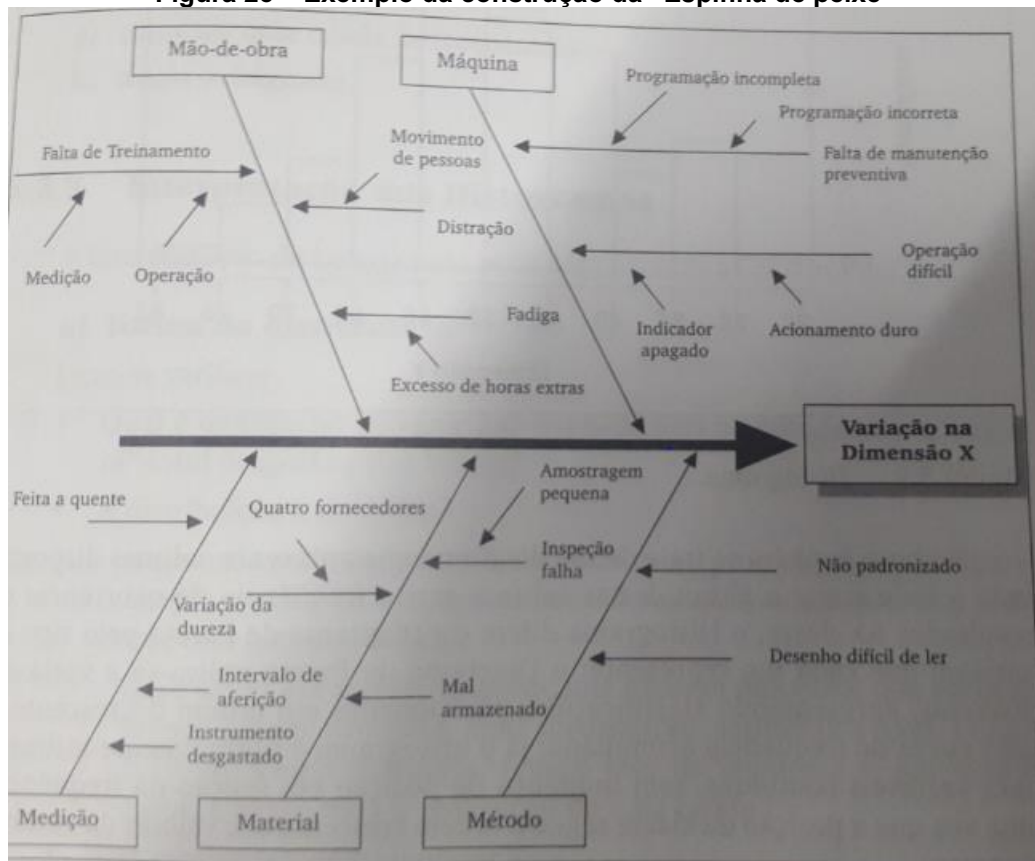 Figura 20 – Exemplo da construção da "Espinha de peixe"
Mão-de-obra
Máquina
Programação incompleta
Programação incorreta
Falta de Treinamento
Movimento
de pessoas
Falta de manutenção
preventiva
Distração
Medição
Operação
Operação
difícil
Fadiga
Indicador
apagado
Acionamento duro
Excesso de horas extras
Variação na
Dimensão X
Feita a quente
Quatro fornecedores
Amostragem
pequena
Inspeção
falha
Não padronizado
Variação da
dureza
Desenho difícil de ler
Intervalo de
aferição
Mal
armazenado
Instrumento
desgastado
Medição
Material
Método